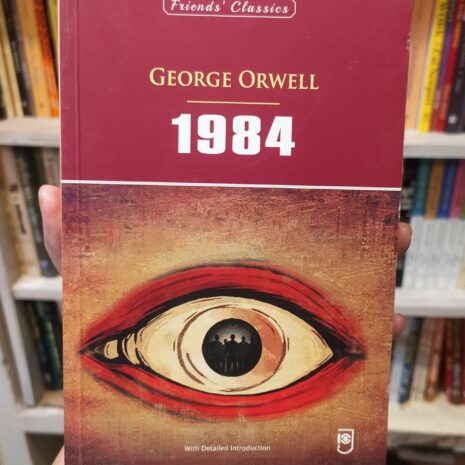 Friends' Classics
GEORGE ORWELL
1984
With Detailed Introduction